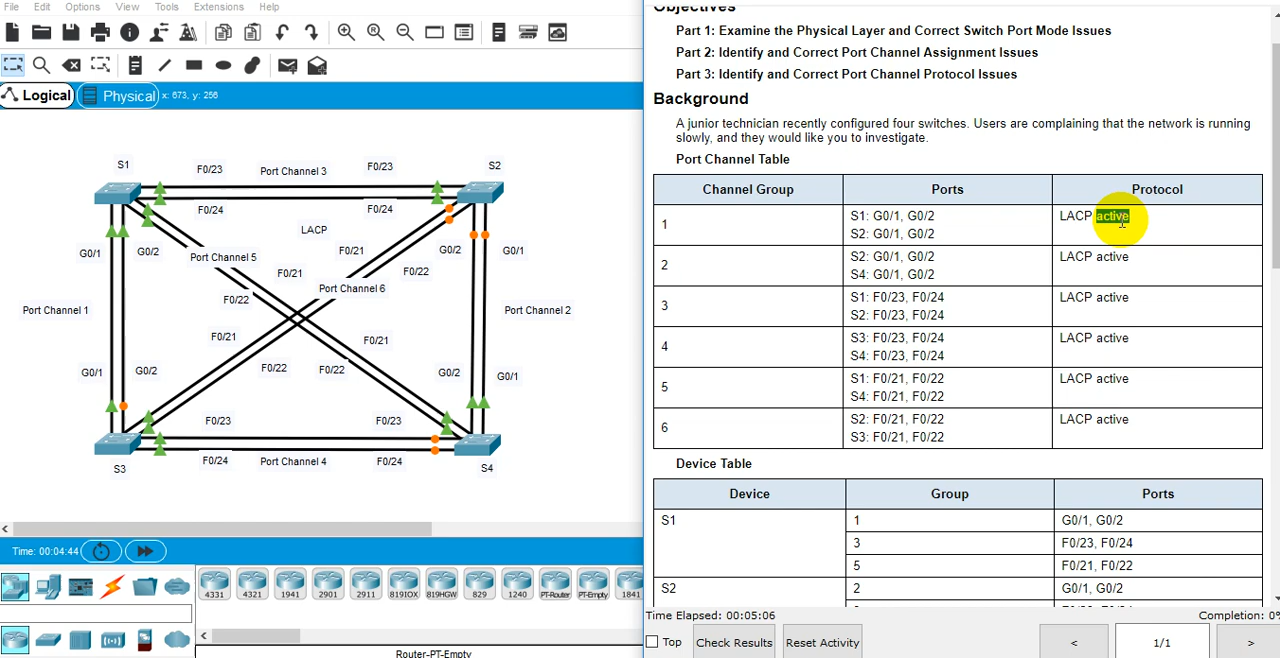 File Edit Options View Tools Extensions Help
Logical
Physical
x: 673, y: 256
S1
F0/23
Port Channel 3
F0/23
S2
F0/24
F0/24
LACP
G0/1
G0/2
Port Channel 5
F0/21
G0/2
G0/1
F0/21
F0/22
F0/22
Port Channel 6
Port Channel 1
Port Channel 2
F0/21
F0/21
G0/1
G0/2
F0/22
F0/22
G0/2
G0/1
F0/23
F0/23
S3
F0/24
Port Channel 4
F0/24
S4
Time: 00:04:44
4331
4321
1941
2901
2911
819IOX
819HGW
829
1240
PT-Router
PT-Empty
1841
Router-PT-Empty
Objectives
Part 1: Examine the Physical Layer and Correct Switch Port Mode Issues
Part 2: Identify and Correct Port Channel Assignment Issues
Part 3: Identify and Correct Port Channel Protocol Issues
Background
A junior technician recently configured four switches. Users are complaining that the network is running
slowly, and they would like you to investigate.
Port Channel Table
Channel Group Ports Protocol
1 S1: G0/1, G0/2 LACP active
S2: G0/1, G0/2
2 S2: G0/1, G0/2 LACP active
S4: G0/1, G0/2
3 S1: F0/23, F0/24 LACP active
S2: F0/23, F0/24
4 S3: F0/23, F0/24 LACP active
S4: F0/23, F0/24
5 S1: F0/21, F0/22 LACP active
S4: F0/21, F0/22
6 S2: F0/21, F0/22 LACP active
S3: F0/21, F0/22
Device Table
Device Group Ports
S1 1 G0/1, G0/2
3 F0/23, F0/24
5 F0/21, F0/22
S2 2 G0/1, G0/2
Time Elapsed: 00:05:06
Completion: 0%
Top
Check Results
Reset Activity
<
1/1
>